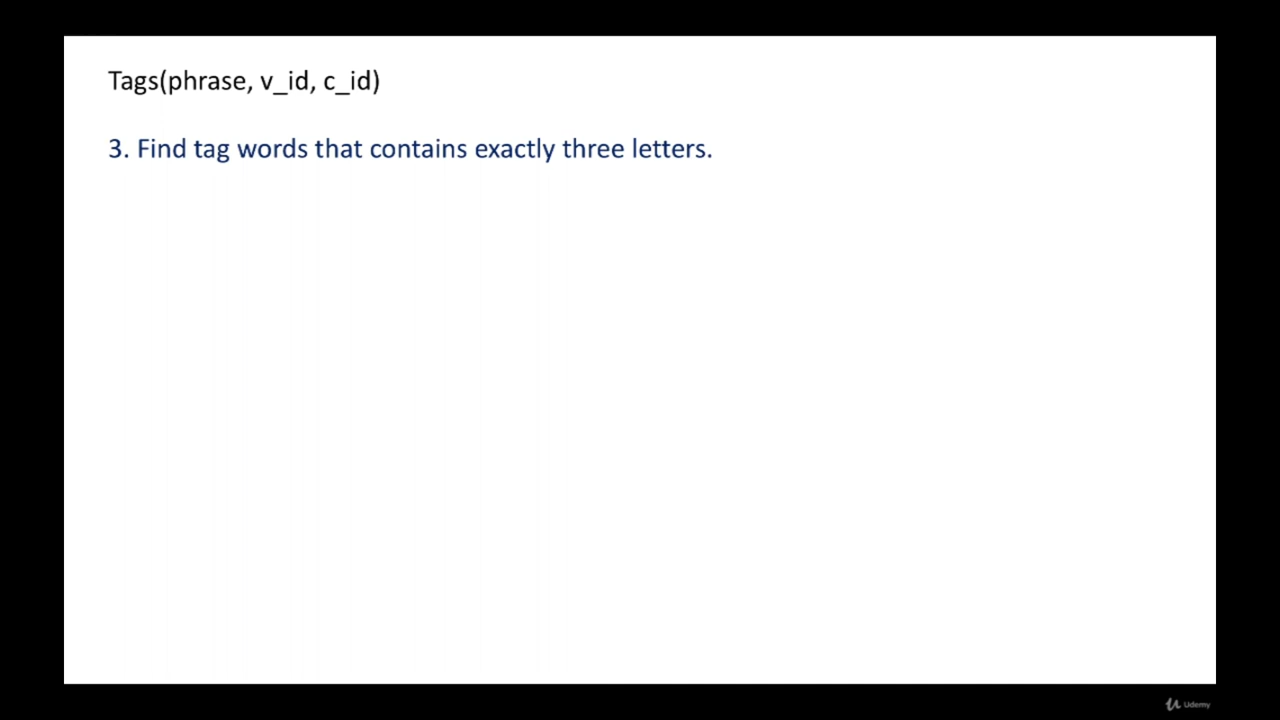 Tags(phrase, v_id, c_id)
3. Find tag words that contains exactly three letters.
Udemy